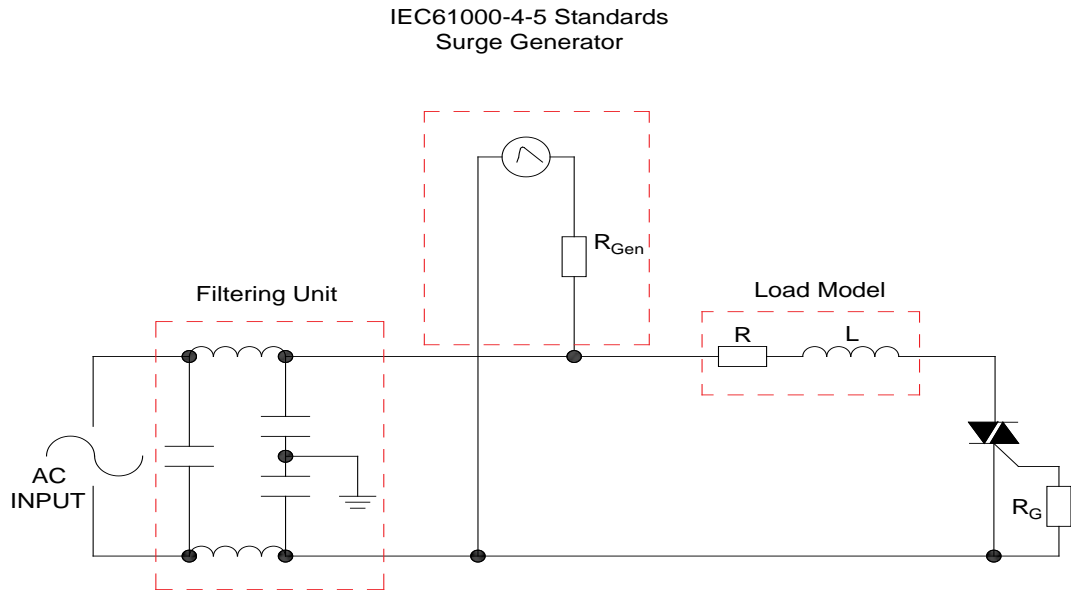 IEC61000-4-5 Standards
Surge Generator
RGen
Filtering Unit
Load Model
R
L
AC
INPUT
RG